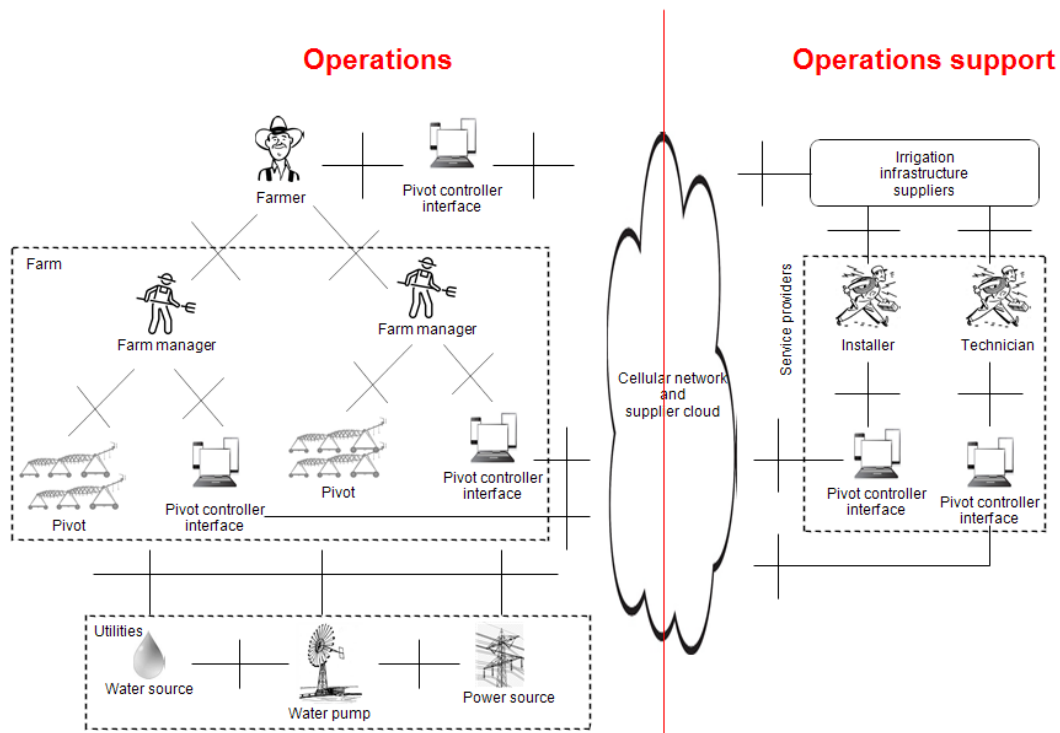 Operations
Operations support
Farmer
Pivot controller
interface
Irrigation
infrastructure
suppliers
Farm
Farm manager
Farm manager
Service providers
Installer
Technician
Cellular network
and
supplier cloud
Pivot
Pivot controller
interface
Pivot
Pivot controller
interface
Pivot controller
interface
Pivot controller
interface
Utilities
Water source
Water pump
Power source